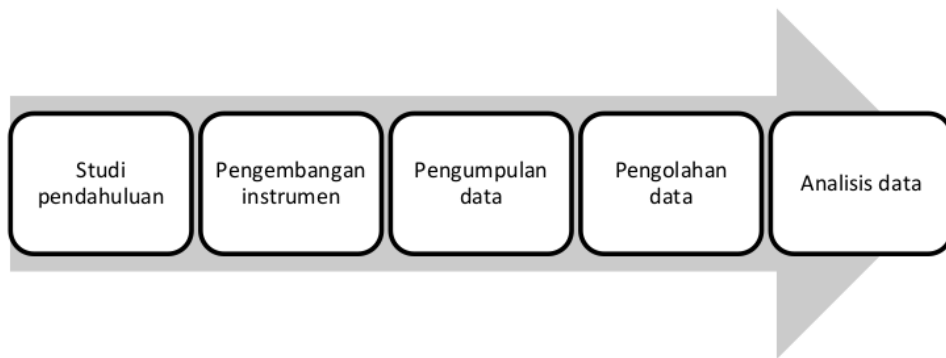 Studi
pendahuluan
Pengembangan
instrumen
Pengumpulan
data
Pengolahan
data
Analisis data